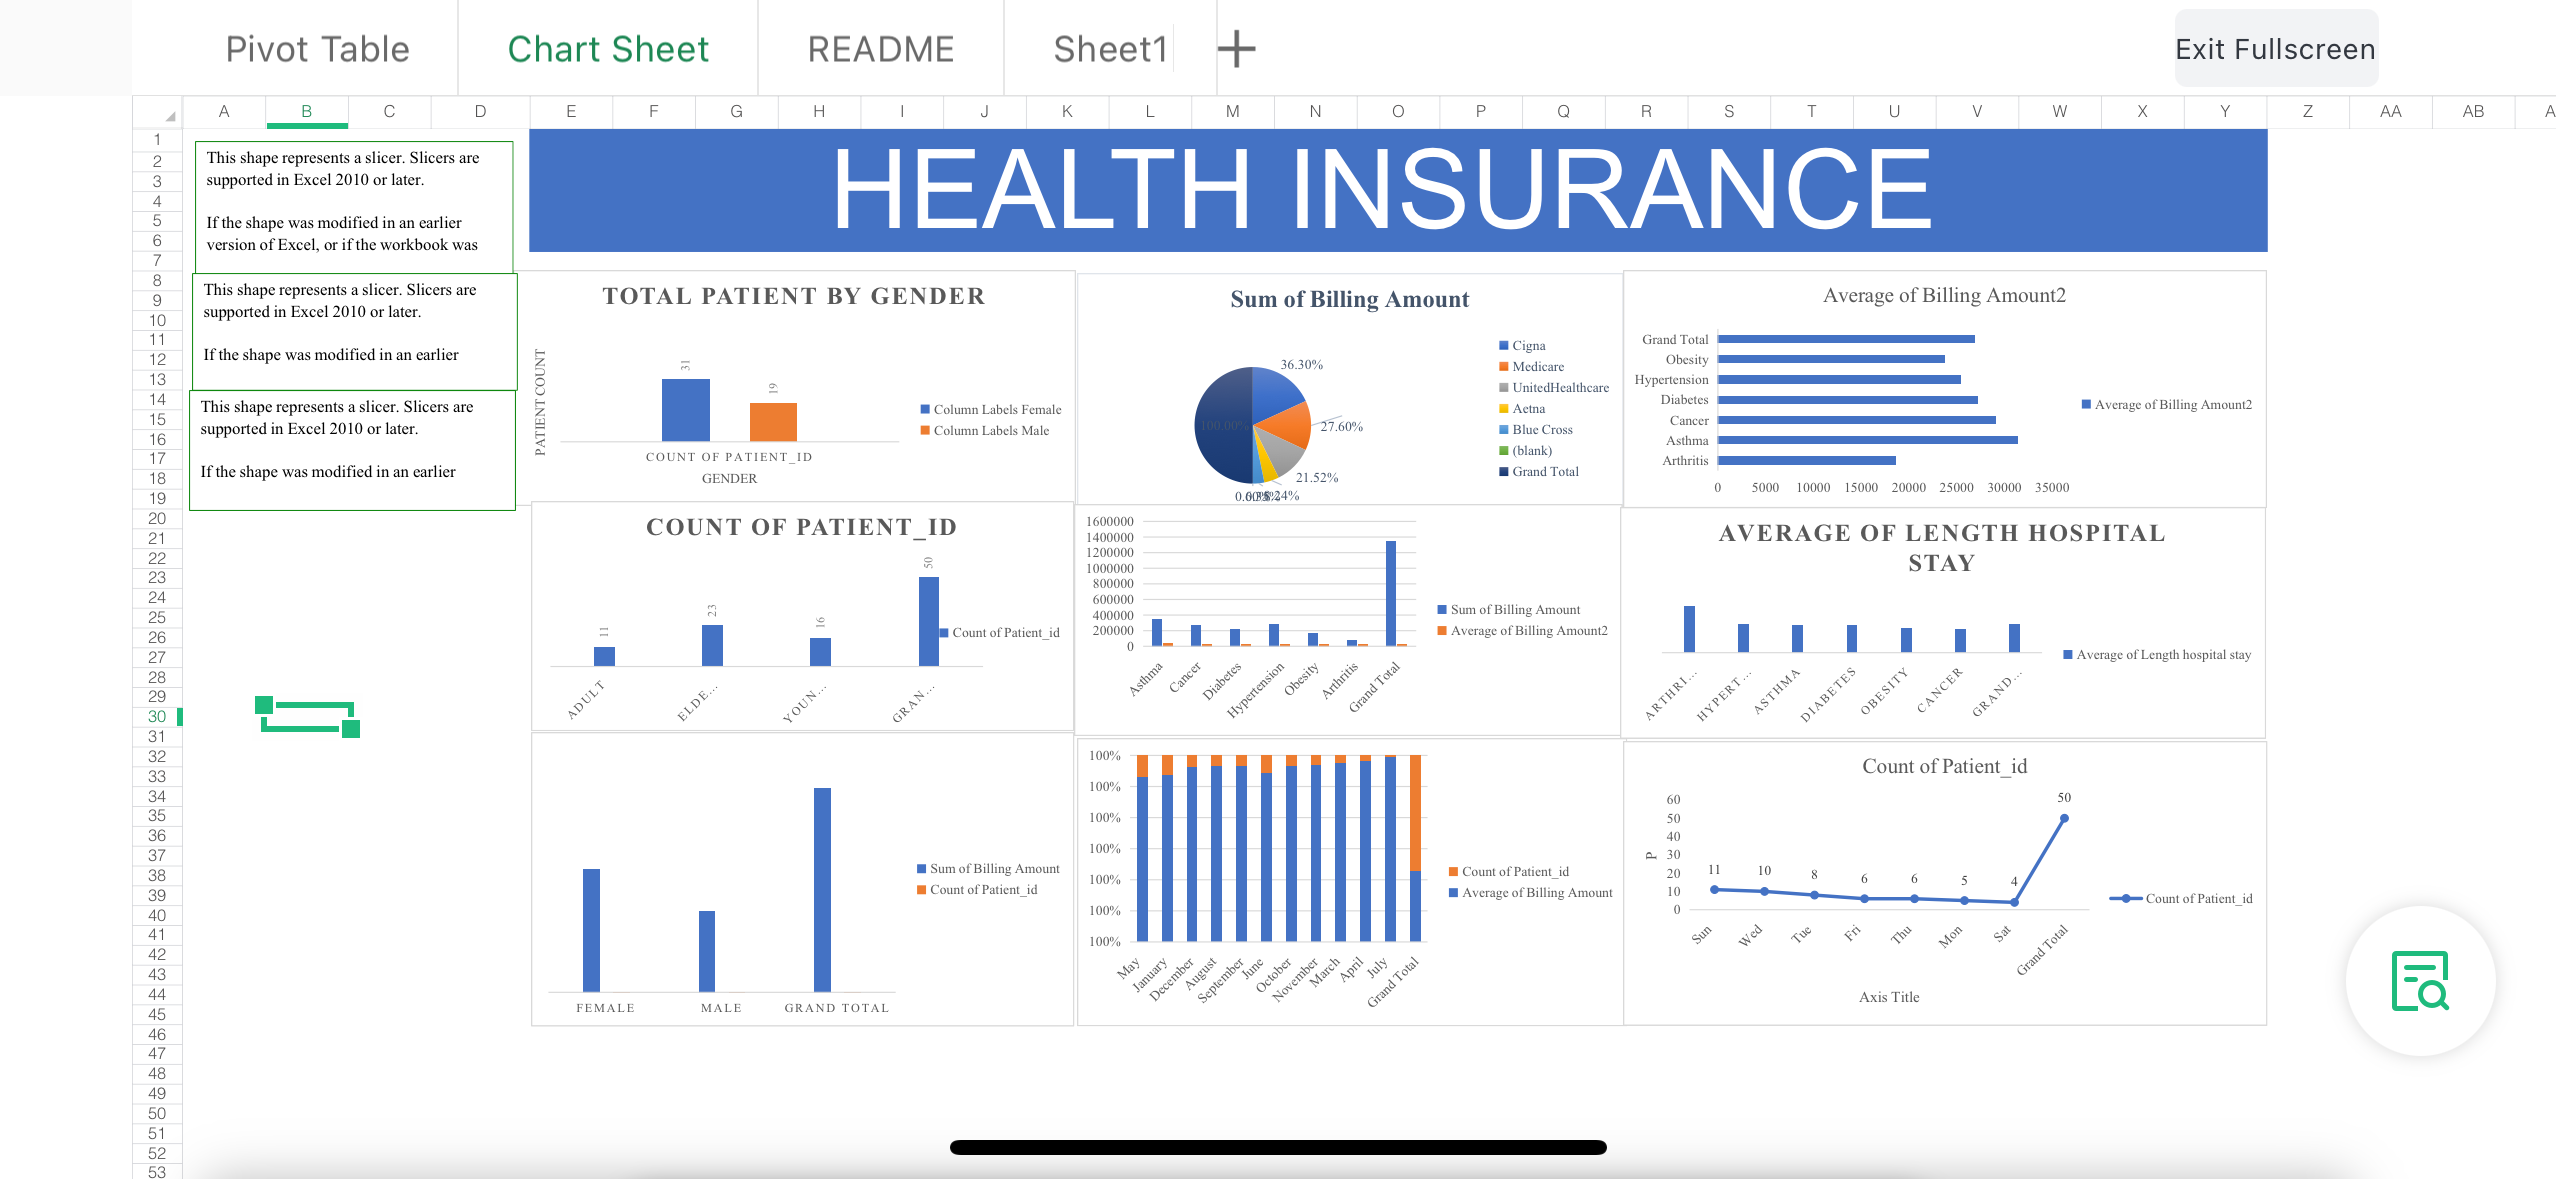 Pivot Table
Chart Sheet
README
Sheet1
Exit Fullscreen
A B C D E F G H I J K L M N O P Q R S T U V W X Y Z AA AB A
1
2
3
4
5
6
7
8
9
10
11
12
13
14
15
16
17
18
19
20
21
22
23
24
25
26
27
28
29
30
31
32
33
34
35
36
37
38
39
40
41
42
43
44
45
46
47
48
49
50
51
52
53
This shape represents a slicer. Slicers are
supported in Excel 2010 or later.
If the shape was modified in an earlier
version of Excel, or if the workbook was
This shape represents a slicer. Slicers are
supported in Excel 2010 or later.
If the shape was modified in an earlier
This shape represents a slicer. Slicers are
supported in Excel 2010 or later.
If the shape was modified in an earlier
HEALTH INSURANCE
TOTAL PATIENT BY GENDER
PATIENT COUNT
31
19
COUNT OF PATIENT_ID
GENDER
Column Labels Female
Column Labels Male
Sum of Billing Amount
36.30%
27.60%
21.52%
100.00%
Cigna
Medicare
UnitedHealthcare
Aetna
Blue Cross
(blank)
Grand Total
Average of Billing Amount2
Grand Total
Obesity
Hypertension
Diabetes
Cancer
Asthma
Arthritis
0 5000 10000 15000 20000 25000 30000 35000
Average of Billing Amount2
COUNT OF PATIENT_ID
11
23
16
50
ADULT
ELDE...
YOUN...
GRAN...
Count of Patient_id
1600000
1400000
1200000
1000000
800000
600000
400000
200000
0
Asthma
Cancer
Diabetes
Hypertension
Obesity
Arthritis
Grand Total
Sum of Billing Amount
Average of Billing Amount2
AVERAGE OF LENGTH HOSPITAL
STAY
ARTHRI...
HYPERT...
ASTHMA
DIABETES
OBESITY
CANCER
GRAND...
Average of Length hospital stay
FEMALE
MALE
GRAND TOTAL
Sum of Billing Amount
Count of Patient_id
100%
100%
100%
100%
100%
100%
100%
May
January
December
August
September
June
October
November
March
April
July
Grand Total
Count of Patient_id
Average of Billing Amount
Count of Patient_id
P
60
50
40
30
20
10
0
11
10
8
6
6
5
4
50
Sun
Wed
Tue
Fri
Thu
Mon
Sat
Grand Total
Axis Title
Count of Patient_id